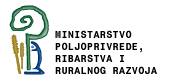 MINISTARSTVO
POLJOPRIVREDE,
RIBARSTVA I
RURALNOG RAZVOJA